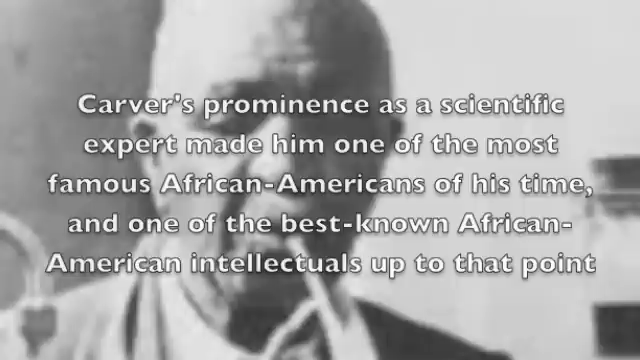 Carver's prominence as a scientific
expert made him one of the most
famous African-Americans of his time,
and one of the best-known African-
American intellectuals up to that point